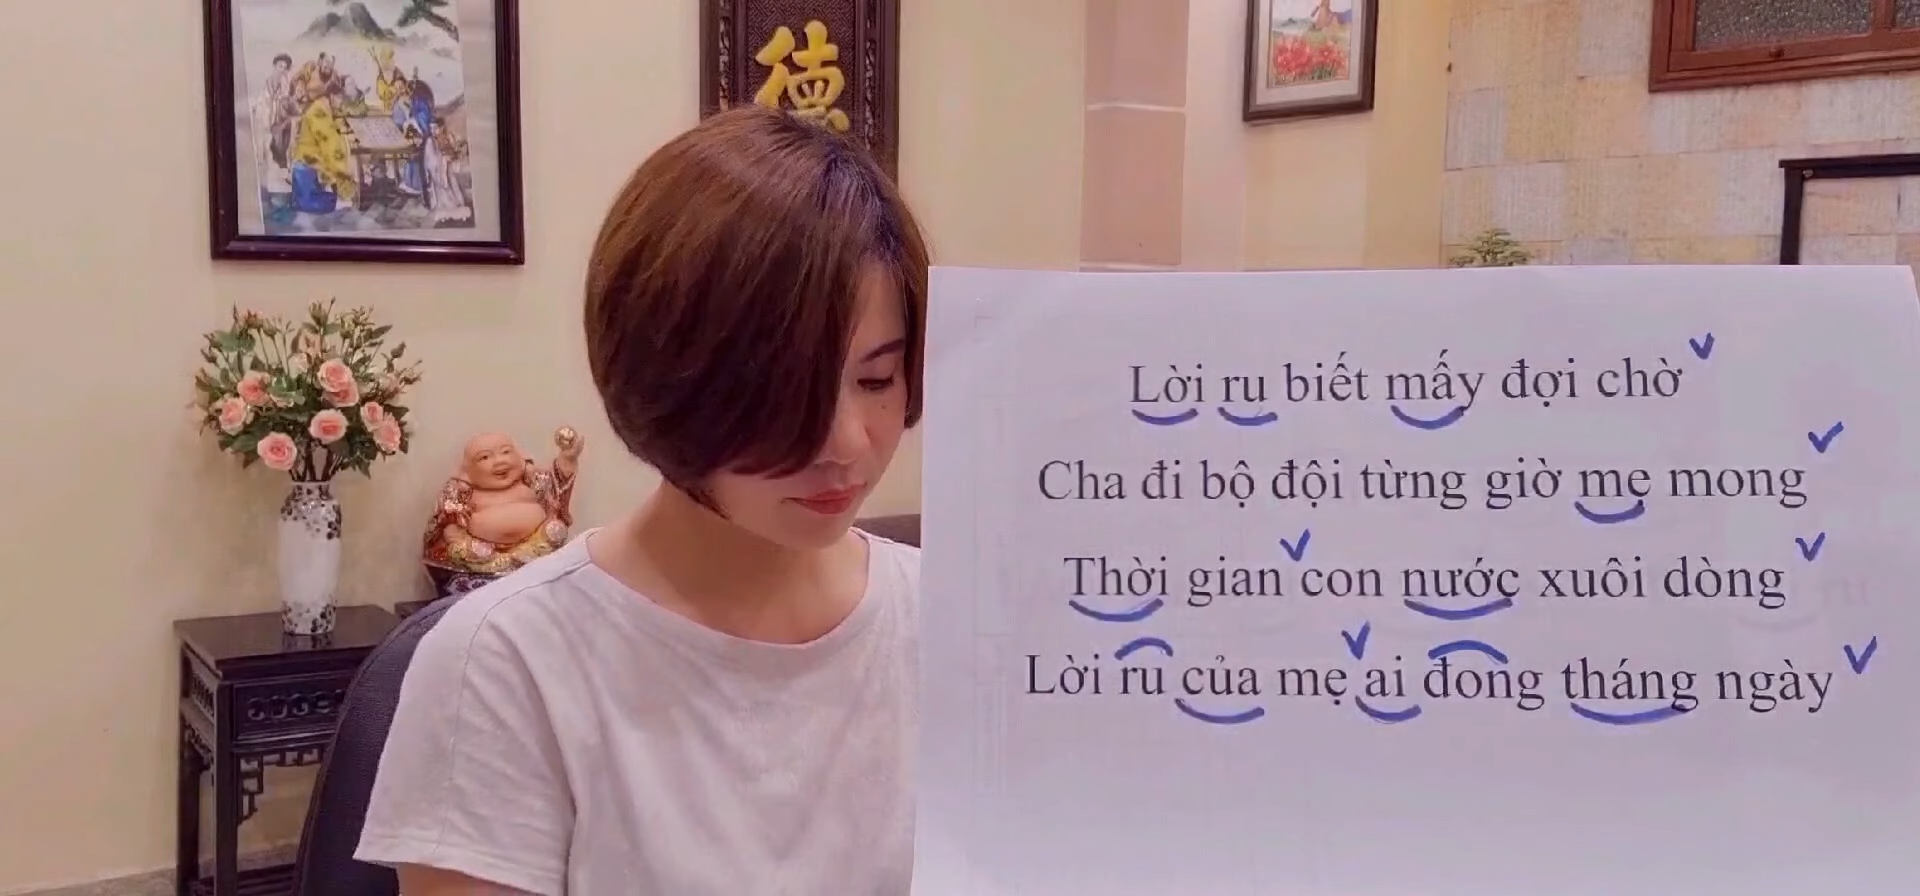 德
Lời ru biết mấy đợi chờ
Cha đi bộ đội từng giờ mẹ mong
Thời gian con nước xuôi dòng
Lời ru của mẹ ai đong tháng ngày